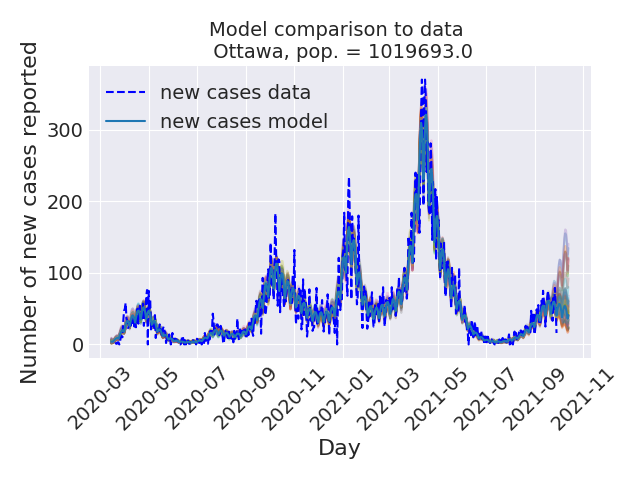 Model comparison to data
Ottawa, pop. = 1019693.0
new cases data
new cases model
Number of new cases reported
300
200
100
0
2020-03
2020-05
2020-07
2020-09
2020-11
2021-01
2021-03
2021-05
2021-07
2021-09
2021-11
Day